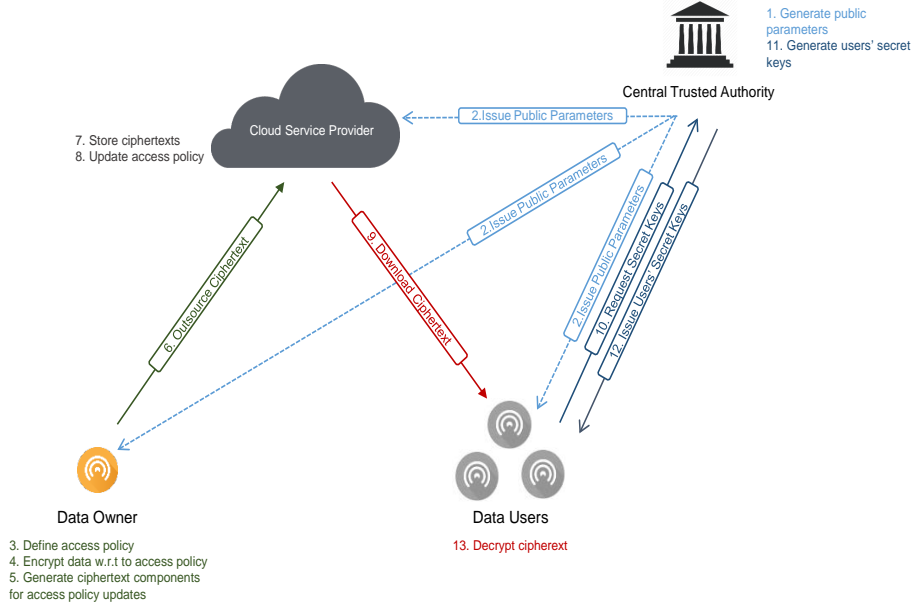 1. Generate public
parameters
11. Generate users' secret
keys
Central Trusted Authority
2.Issue Public Parameters
Cloud Service Provider
7. Store ciphertexts
8. Update access policy
2.Issue Public Parameters
2.Issue Public Parameters
10. Request Secret Keys
12. Issue Users' Secret Keys
6. Outsource Ciphertext
9. Download Ciphertext
Data Owner
Data Users
3. Define access policy
4. Encrypt data w.r.t to access policy
5. Generate ciphertext components
for access policy updates
13. Decrypt cipherext